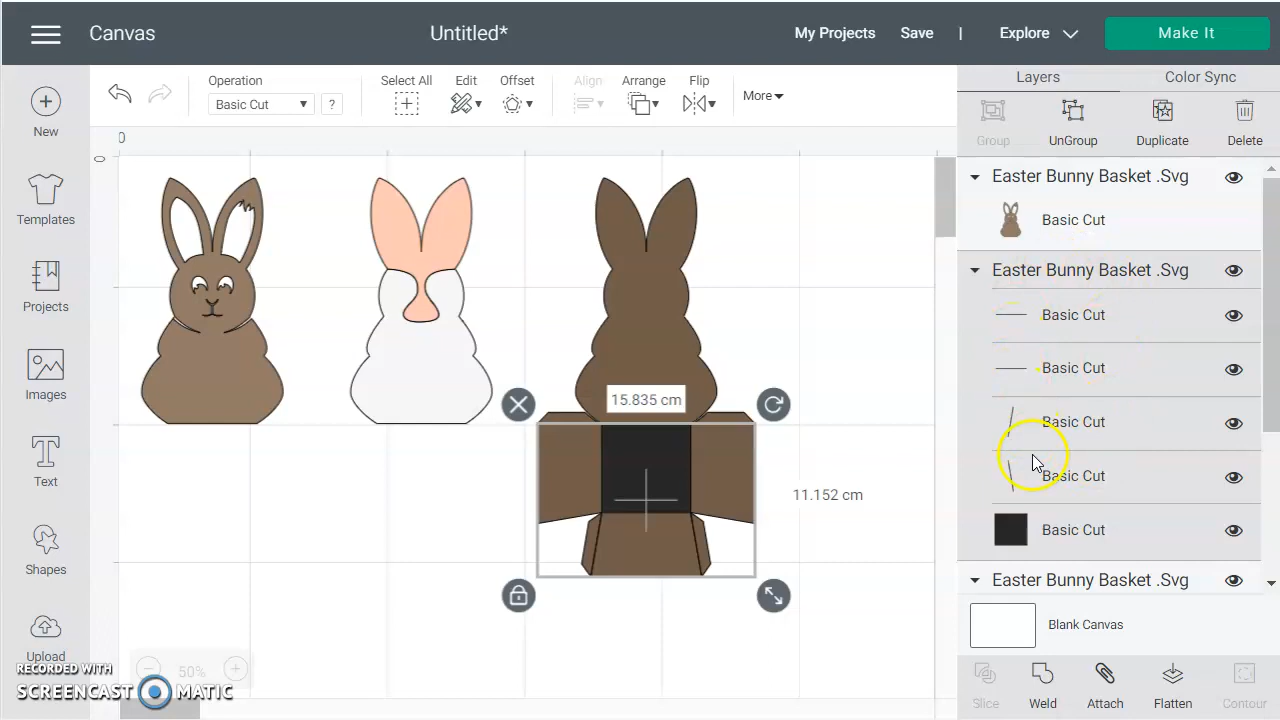 Canvas
Untitled*
My Projects
Save
|
Explore
Make It
Operation
Basic Cut
?
Select All
Edit
Offset
Align
Arrange
Flip
More
Layers
Color Sync
Group
UnGroup
Duplicate
Delete
New
Templates
Projects
Images
Text
Shapes
Upload
0
0
15.835 cm
11.152 cm
50%
Easter Bunny Basket .Svg
Basic Cut
Easter Bunny Basket .Svg
Basic Cut
Basic Cut
Basic Cut
Basic Cut
Basic Cut
Easter Bunny Basket .Svg
Blank Canvas
Slice
Weld
Attach
Flatten
Contour
RECORDED WITH
SCREENCAST MATIC